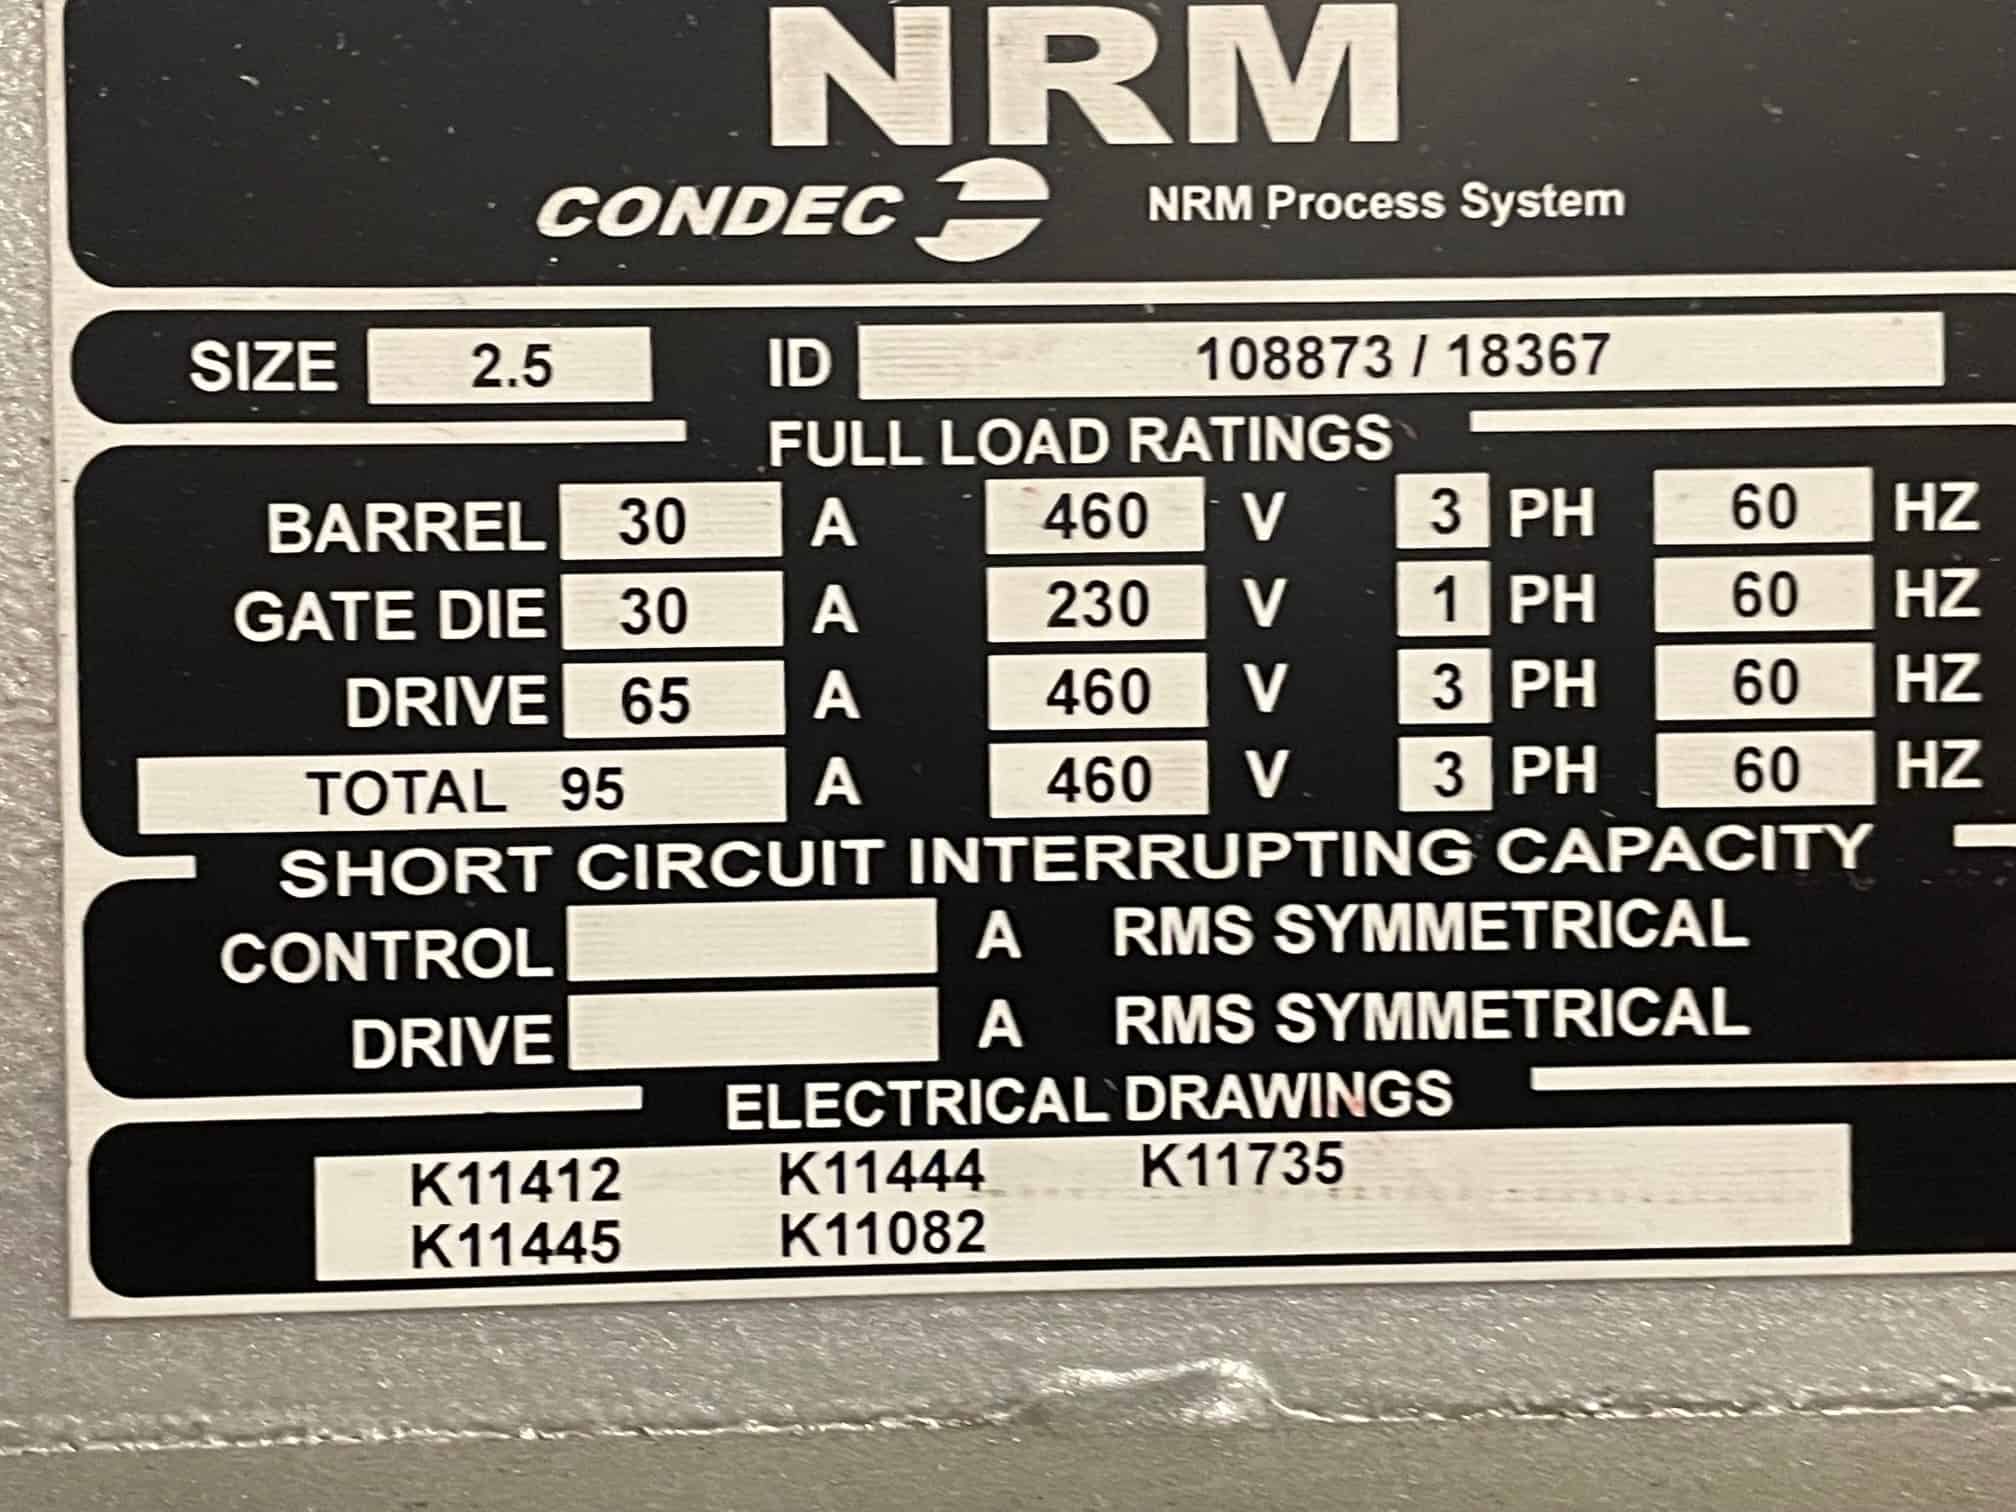 NRM
CONDEC NRM Process System
SIZE 2.5 ID 108873 / 18367
FULL LOAD RATINGS
BARREL 30 A 460 V 3 PH 60 HZ
GATE DIE 30 A 230 V 1 PH 60 HZ
DRIVE 65 A 460 V 3 PH 60 HZ
TOTAL 95 A 460 V 3 PH 60 HZ
SHORT CIRCUIT INTERRUPTING CAPACITY
CONTROL A RMS SYMMETRICAL
DRIVE A RMS SYMMETRICAL
ELECTRICAL DRAWINGS
K11412 K11444 K11735
K11445 K11082